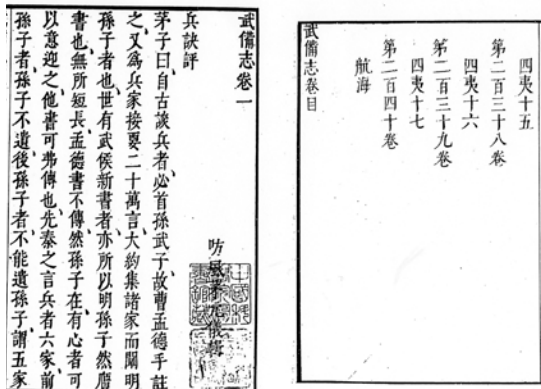 四夷十五
第二百三十八卷
四夷十六
第二百三十九卷
四夷十七
第二百四十卷
航海
武備志卷目
武備志卷一
防風茅元儀輯
兵訣評
茅子曰、自古談兵者、必首孫武子、故曹孟德手註
之、又爲兵家接要二十萬言、大約集諸家而闡明
孫子者也、世有武侯新書者、亦所以明孫子、然贗
書也、無所短長、孟德書不傳、然孫子在、有心者可
以意迎之、他書可弗傳也、先秦之言兵者六家、前
孫子者、孫子不遺、後孫子者、不能遺孫子、謂五家